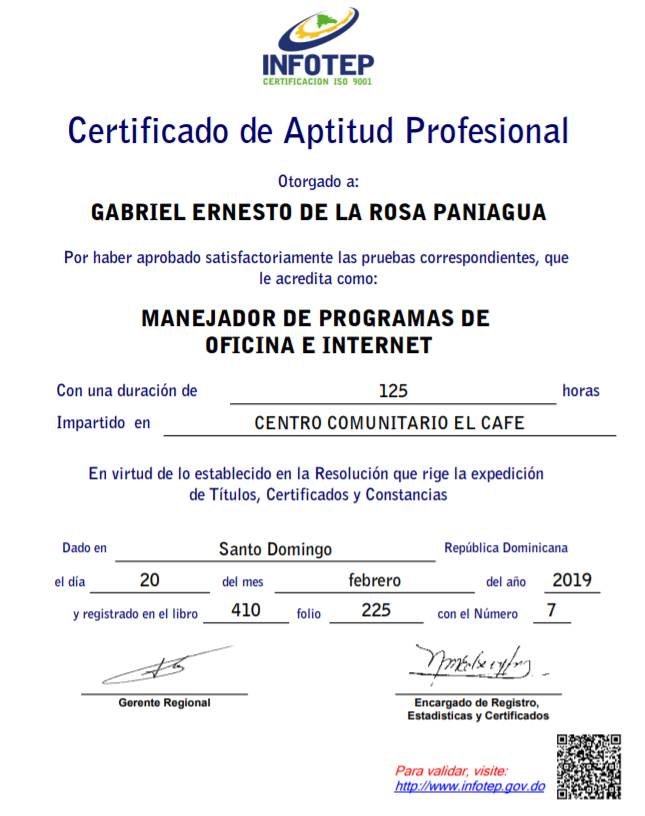 INFOTEP
CERTIFICACION ISO 9001
Certificado de Aptitud Profesional
Otorgado a:
GABRIEL ERNESTO DE LA ROSA PANIAGUA
Por haber aprobado satisfactoriamente las pruebas correspondientes, que
le acredita como:
MANEJADOR DE PROGRAMAS DE
OFICINA E INTERNET
Con una duración de 125 horas
Impartido en CENTRO COMUNITARIO EL CAFE
En virtud de lo establecido en la Resolución que rige la expedición
de Títulos, Certificados y Constancias
Dado en Santo Domingo República Dominicana
el día 20 del mes febrero del año 2019
y registrado en el libro 410 folio 225 con el Número 7
Gerente Regional
Encargado de Registro,
Estadisticas y Certificados
Para validar, visite:
http://www.infotep.gov.do